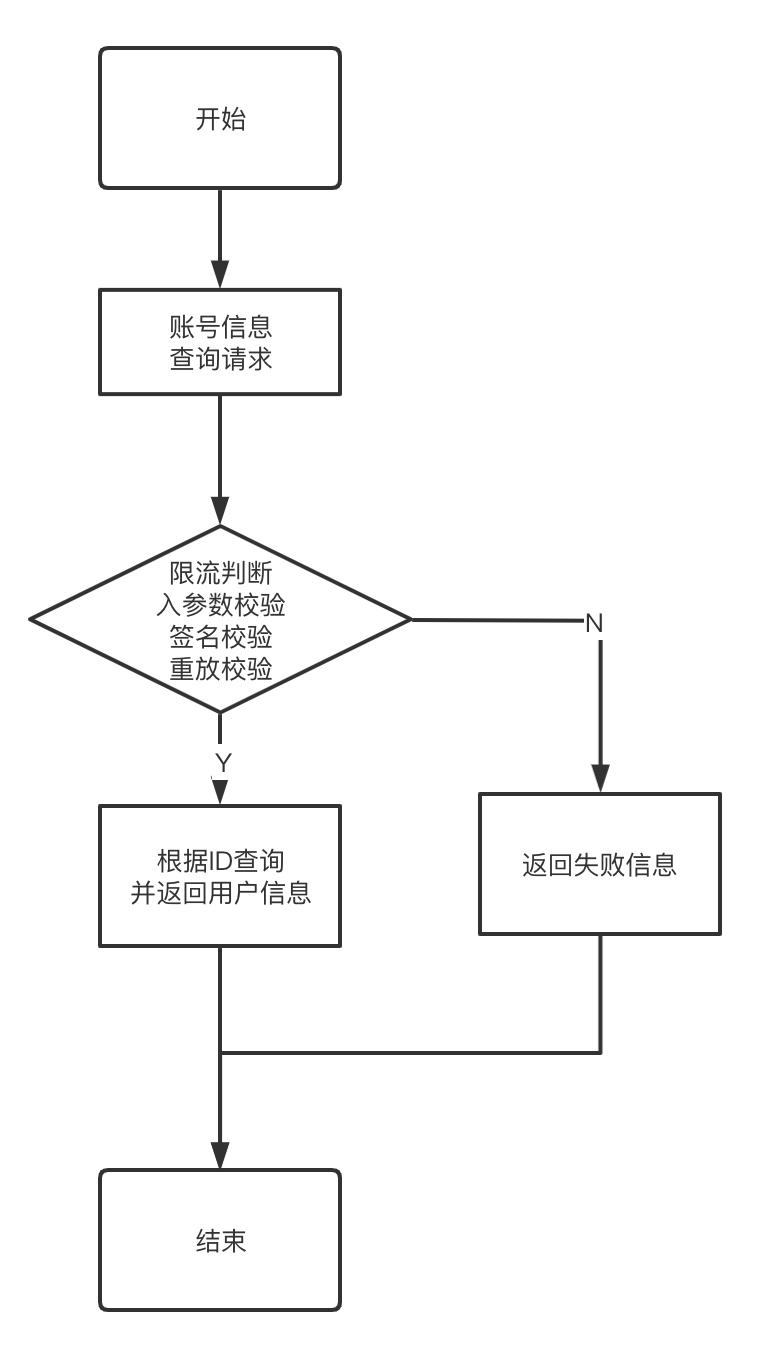 开始
账号信息
查询请求
限流判断
入参数校验
签名校验
重放校验
N
Y
根据ID查询
并返回用户信息
返回失败信息
结束